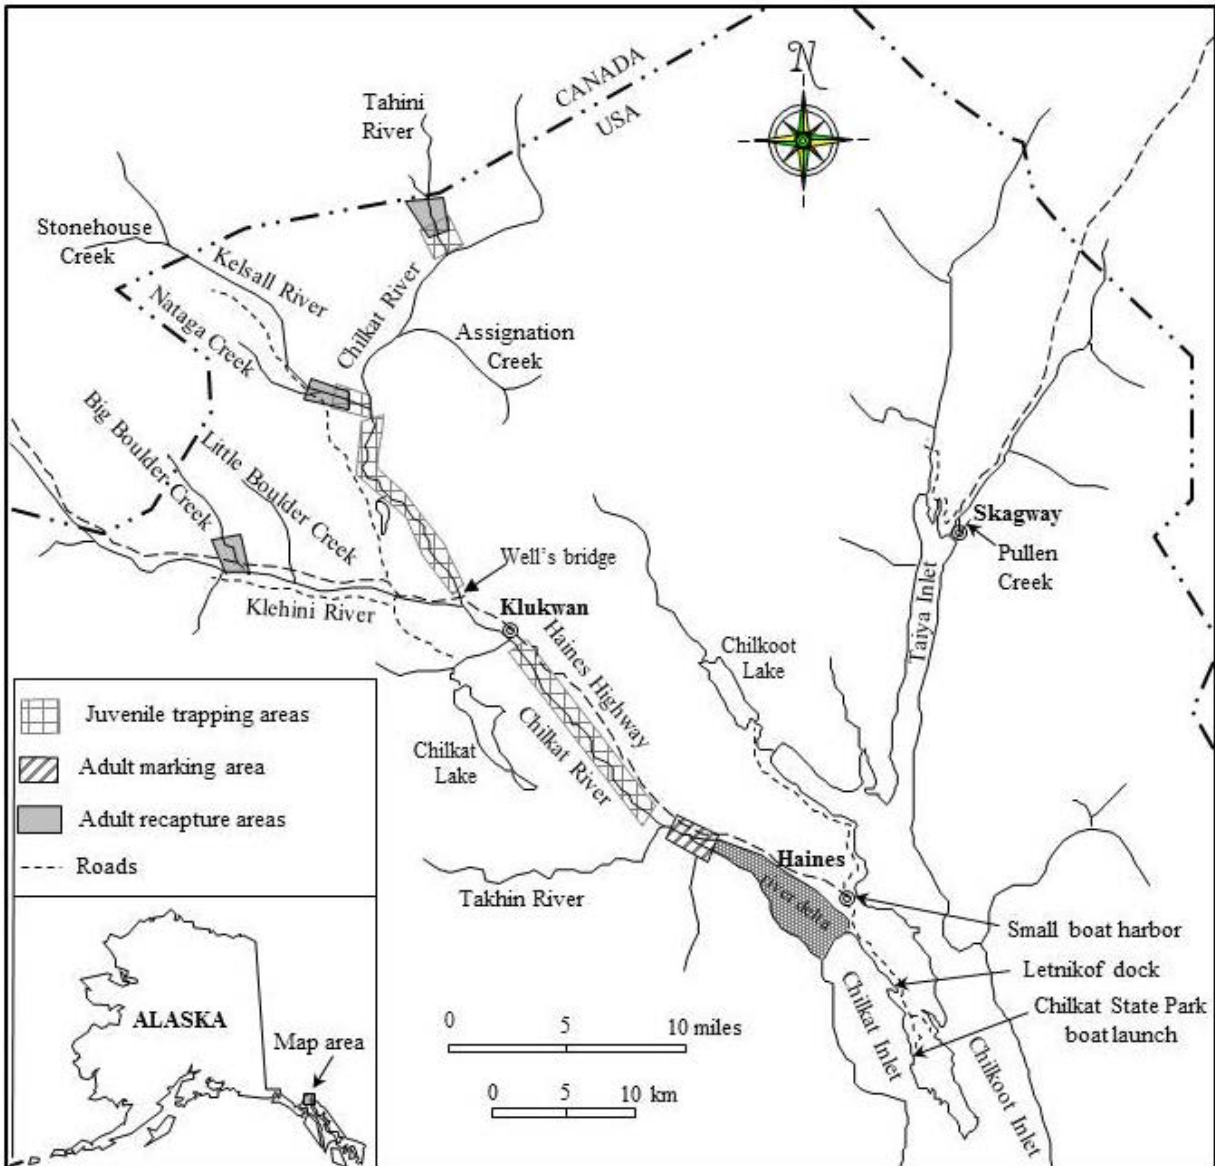 N
CANADA
USA
Tahini
River
Stonehouse
Creek
Kelsall River
Chilkat River
Nataga Creek
Assignation
Creek
Big Boulder Creek
Little Boulder Creek
Skagway
Pullen
Creek
Well's bridge
Klehini River
Klukwan
Taiya Inlet
Haines Highway
Chilkoot
Lake
Chilkat River
Chilkat
Lake
Juvenile trapping areas
Adult marking area
Adult recapture areas
Roads
Haines
Takhin River
river delta
Small boat harbor
Letnikof dock
Chilkat State Park
boat launch
Chilkat Inlet
Chilkoot Inlet
ALASKA
Map area
0 5 10 miles
0 5 10 km